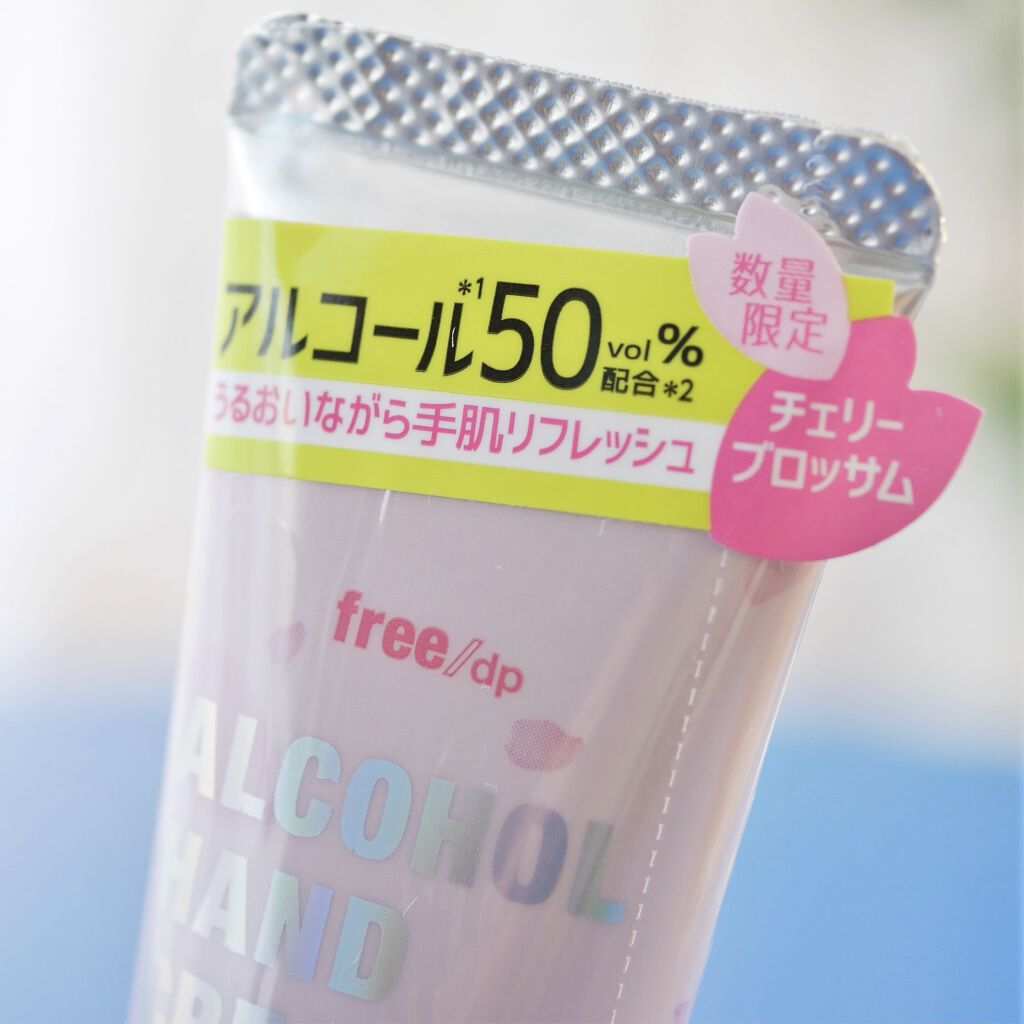 数量
限定
アルコール*1 50vol%
配合*2
チェリー
ブロッサム
うるおいながら手肌リフレッシュ
free/dp
ALCOHOL
HAND